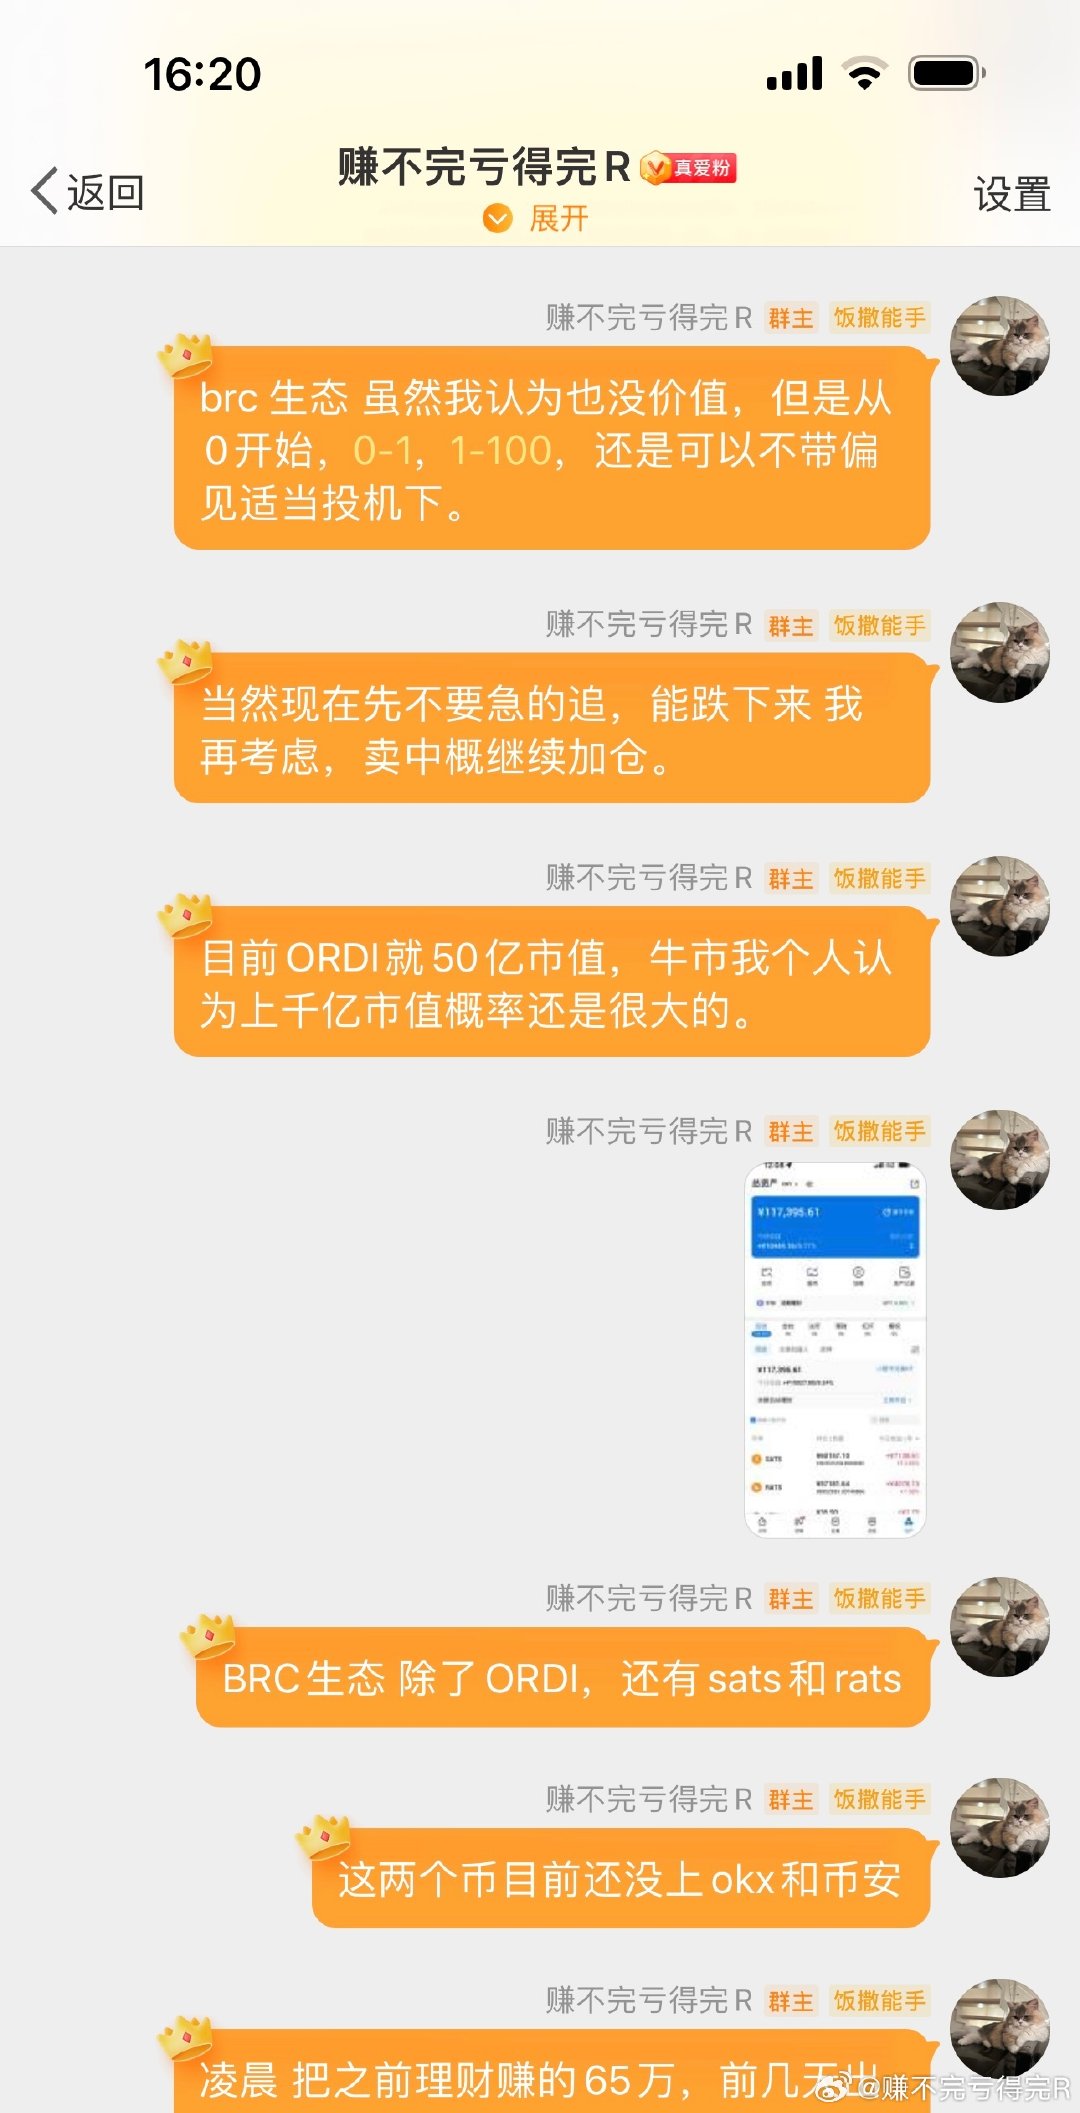 16:20
返回
赚不完亏得完R
真爱粉
展开
设置
赚不完亏得完R 群主 饭撒能手
brc 生态 虽然我认为也没价值，但是从
0开始，0-1，1-100，还是可以不带偏
见适当投机下。
赚不完亏得完R 群主 饭撒能手
当然现在先不要急的追，能跌下来 我
再考虑，卖中概继续加仓。
赚不完亏得完R 群主 饭撒能手
目前ORDI就50亿市值，牛市我个人认
为上千亿市值概率还是很大的。
赚不完亏得完R 群主 饭撒能手
12:08
总资产
¥117,395.61
¥117,395.61
SATS
RATS
赚不完亏得完R 群主 饭撒能手
BRC生态 除了ORDI，还有sats和rats
赚不完亏得完R 群主 饭撒能手
这两个币目前还没上okx和币安
赚不完亏得完R 群主 饭撒能手
凌晨 把之前理财赚的65万，前几天出
@赚不完亏得完R